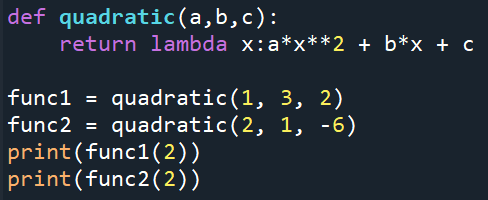 def quadratic(a,b,c):
    return lambda x:a*x**2 + b*x + c

func1 = quadratic(1, 3, 2)
func2 = quadratic(2, 1, -6)
print(func1(2))
print(func2(2))